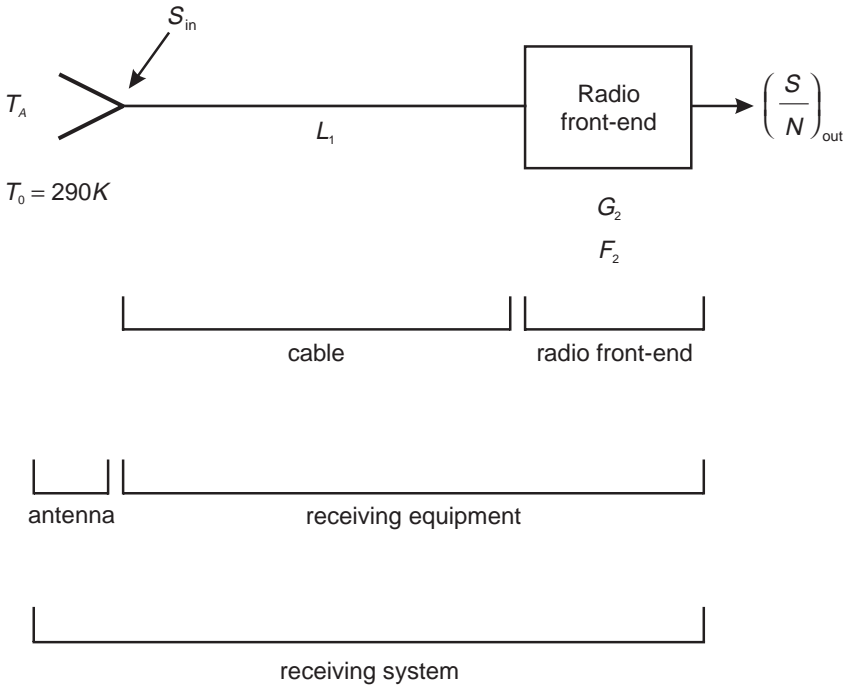 S_in
T_A
Radio
front-end
(S/N)_out
L_1
T_0 = 290K
G_2
F_2
cable
radio front-end
antenna
receiving equipment
receiving system